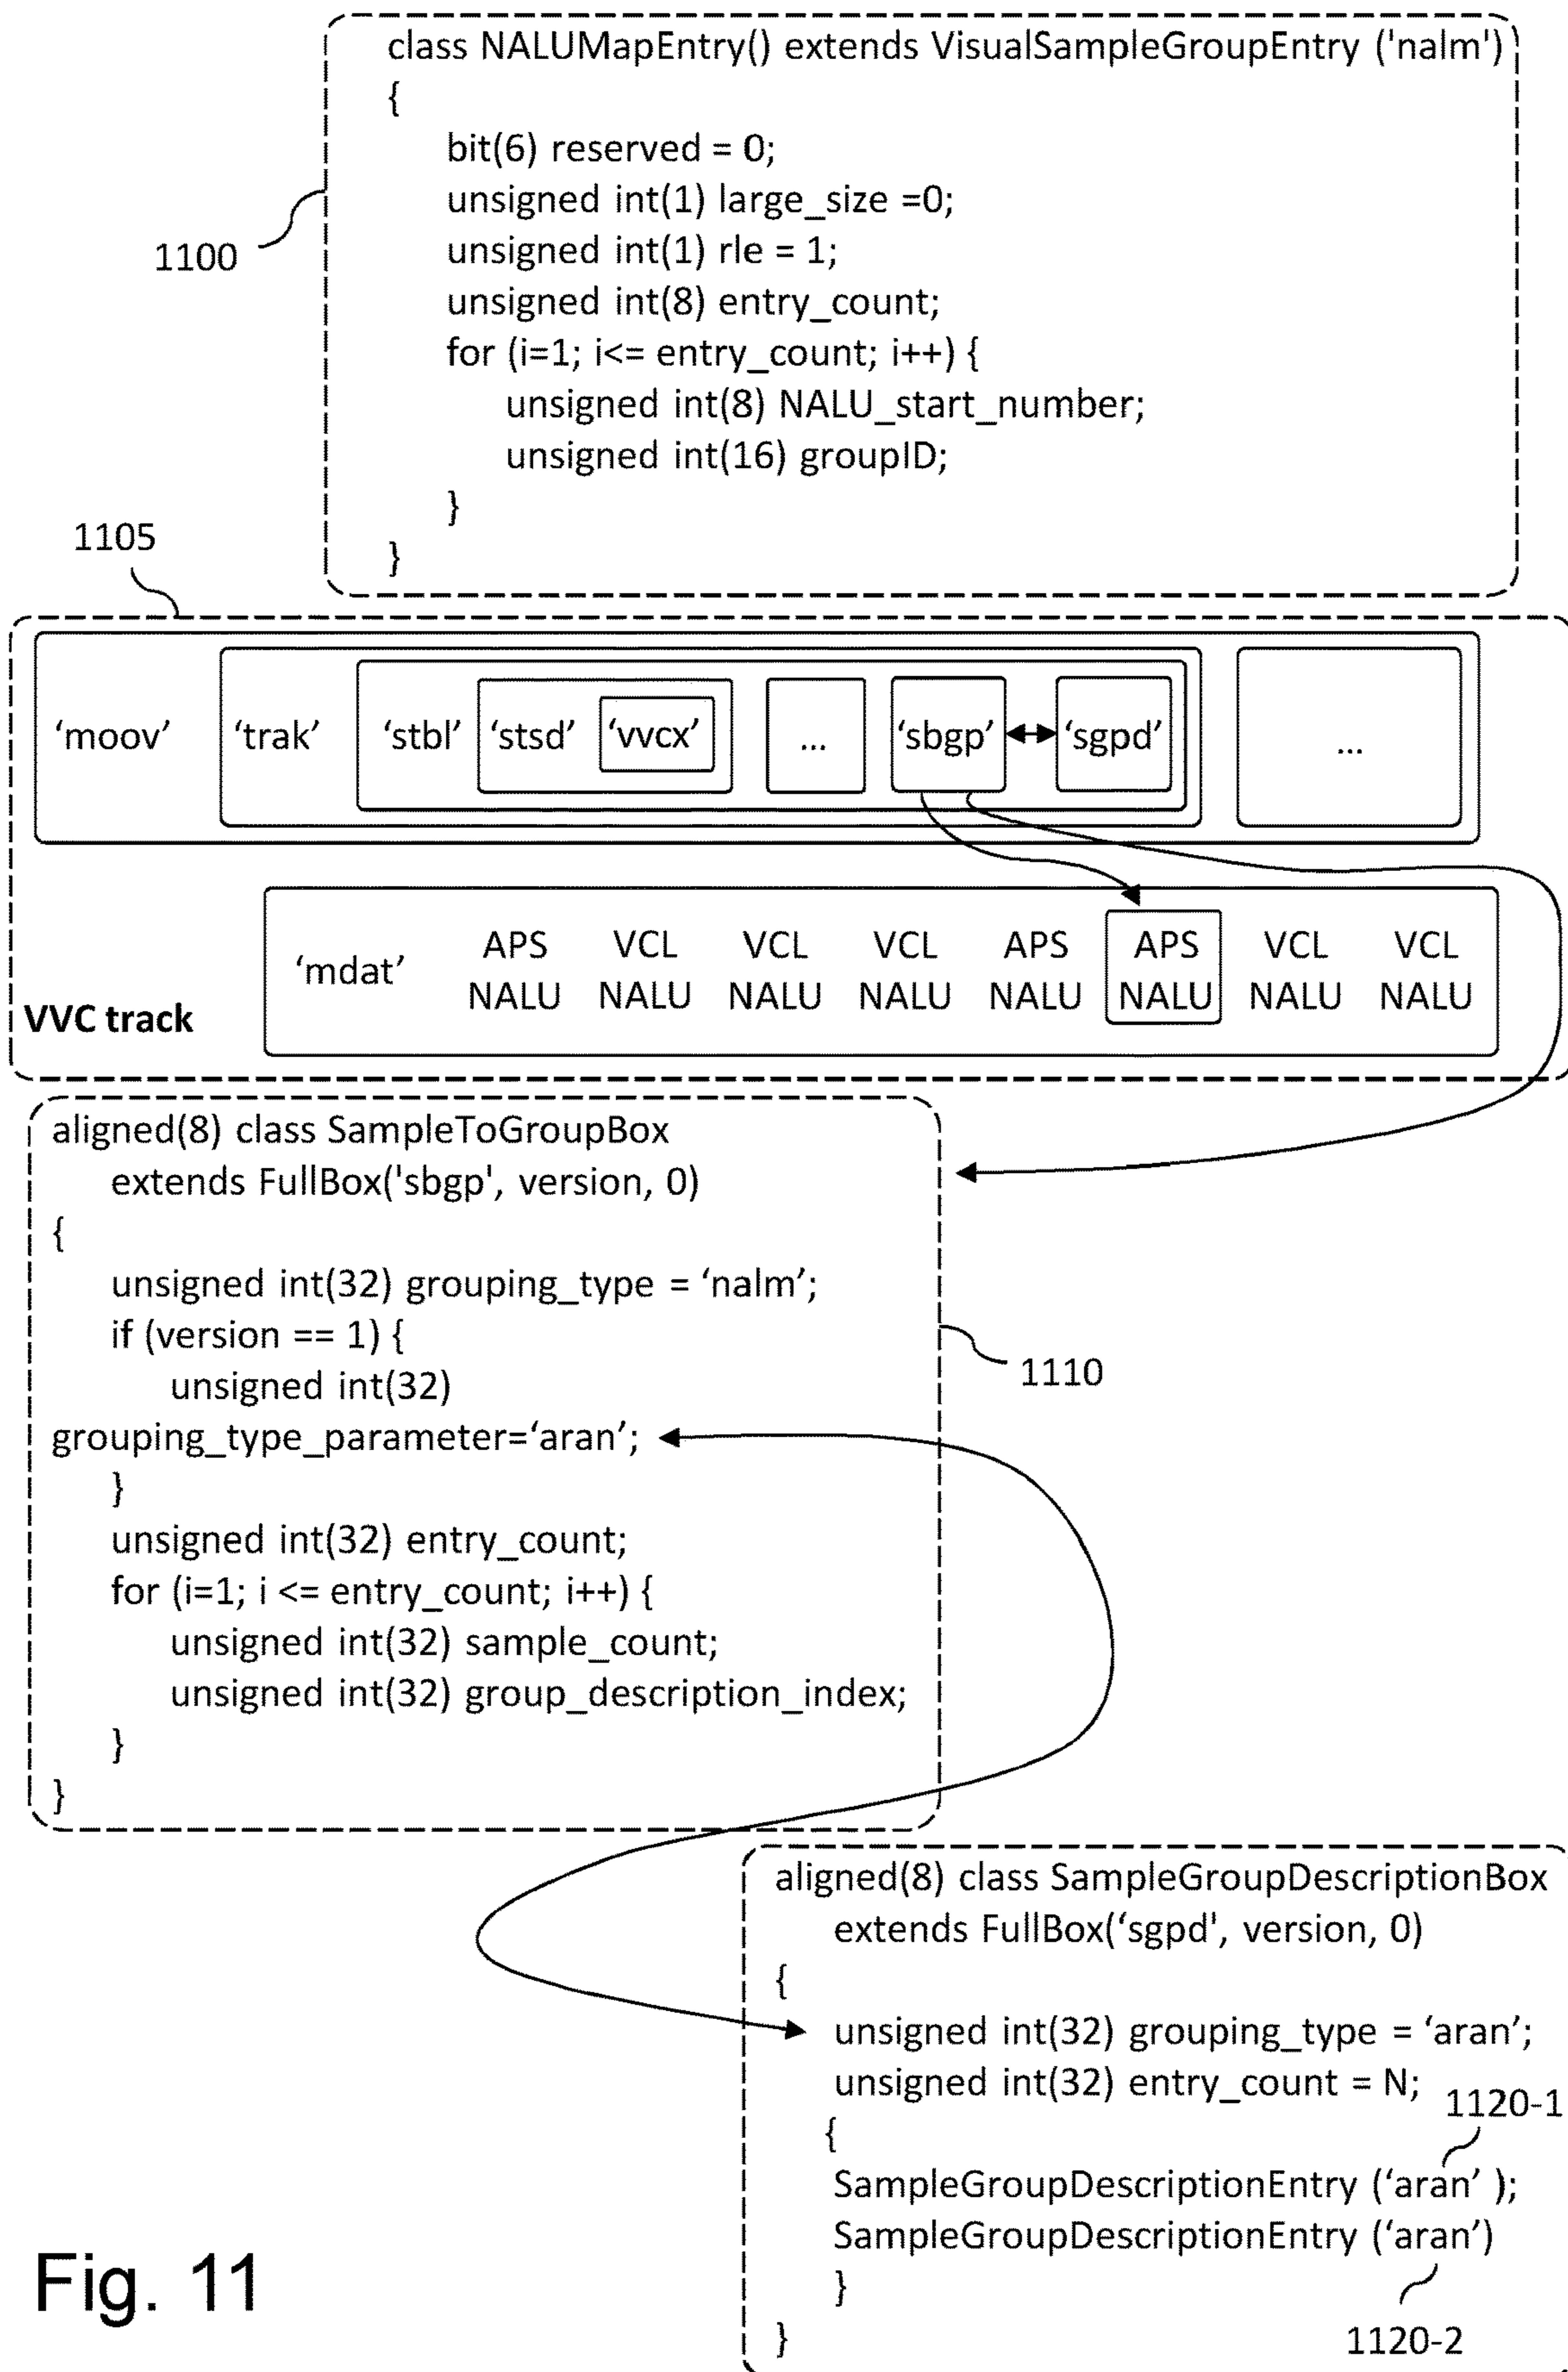 class NALUMapEntry() extends VisualSampleGroupEntry ('nalm')
{
bit(6) reserved = 0;
unsigned int(1) large_size =0;
unsigned int(1) rle = 1;
unsigned int(8) entry_count;
for (i=1; i<= entry_count; i++) {
unsigned int(8) NALU_start_number;
unsigned int(16) groupID;
}
}
1100
1105
‘moov’ ‘trak’ ‘stbl’ ‘stsd’ ‘vvcx’ ... ‘sbgp’ ‘sgpd’ ...
‘mdat’
APS VCL VCL VCL APS APS VCL VCL
NALU NALU NALU NALU NALU NALU NALU NALU
VVC track
aligned(8) class SampleToGroupBox
extends FullBox('sbgp', version, 0)
{
unsigned int(32) grouping_type = ‘nalm’;
if (version == 1) {
unsigned int(32)
grouping_type_parameter=‘aran’;
}
unsigned int(32) entry_count;
for (i=1; i <= entry_count; i++) {
unsigned int(32) sample_count;
unsigned int(32) group_description_index;
}
}
1110
aligned(8) class SampleGroupDescriptionBox
extends FullBox(‘sgpd', version, 0)
{
unsigned int(32) grouping_type = ‘aran’;
unsigned int(32) entry_count = N;
1120-1
{
SampleGroupDescriptionEntry (‘aran’ );
SampleGroupDescriptionEntry (‘aran’)
}
}
1120-2
Fig. 11